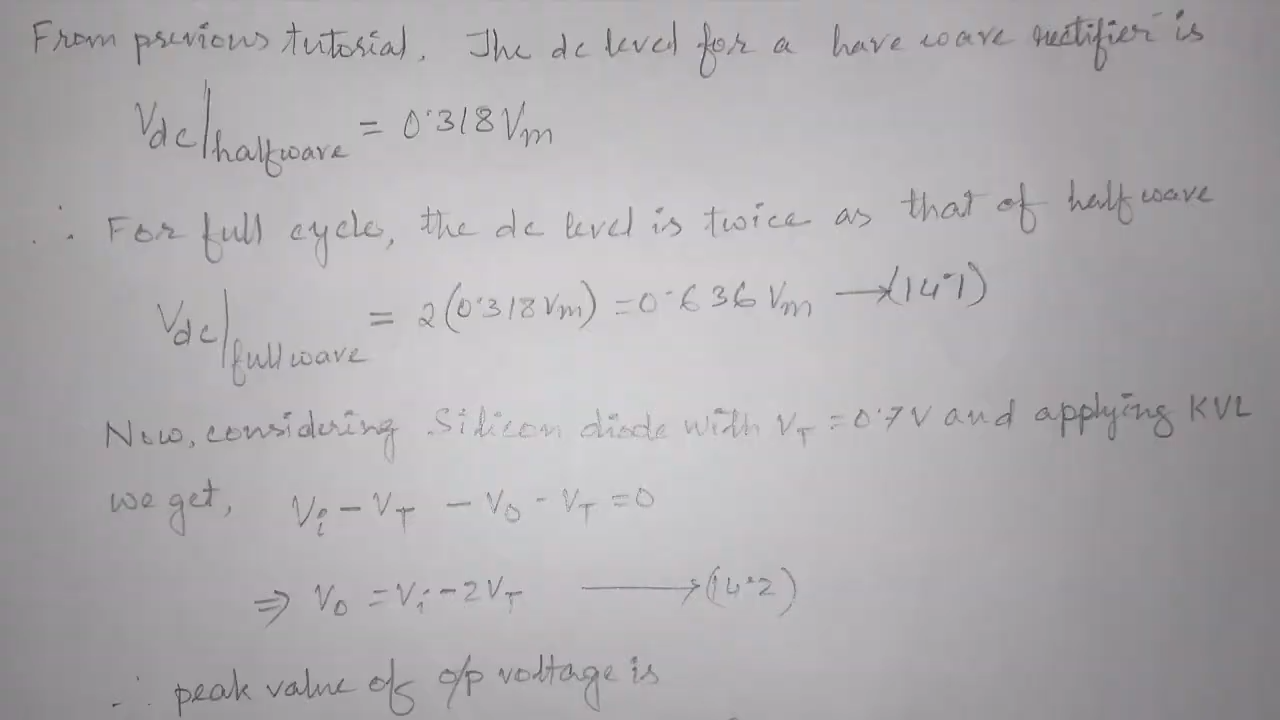 From previous tutorial. The dc level for a have wave rectifier is
Vdc|halfwave = 0.318 Vm
∴ For full cycle, the dc level is twice as that of half wave
Vdc|fullwave = 2(0.318 Vm) = 0.636 Vm → (14.1)
Now, considering Silicon diode with VT = 0.7V and applying KVL
we get, Vi - VT - VO - VT = 0
⇒ VO = Vi - 2VT → (14.2)
∴ peak value of o/p voltage is